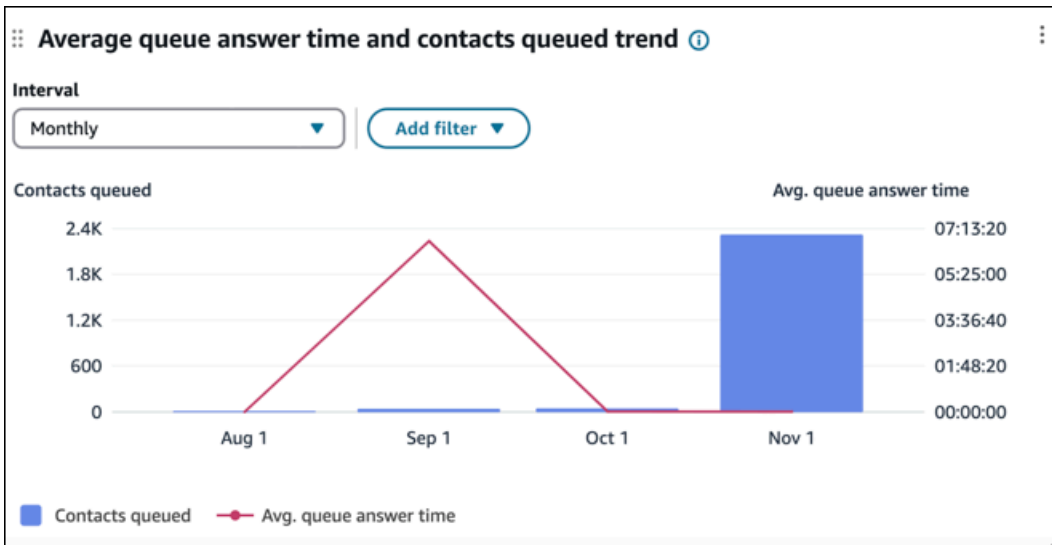 Average queue answer time and contacts queued trend
Interval
Monthly
Add filter
Contacts queued
Avg. queue answer time
2.4K
07:13:20
1.8K
05:25:00
1.2K
03:36:40
600
01:48:20
0
00:00:00
Aug 1
Sep 1
Oct 1
Nov 1
Contacts queued
Avg. queue answer time